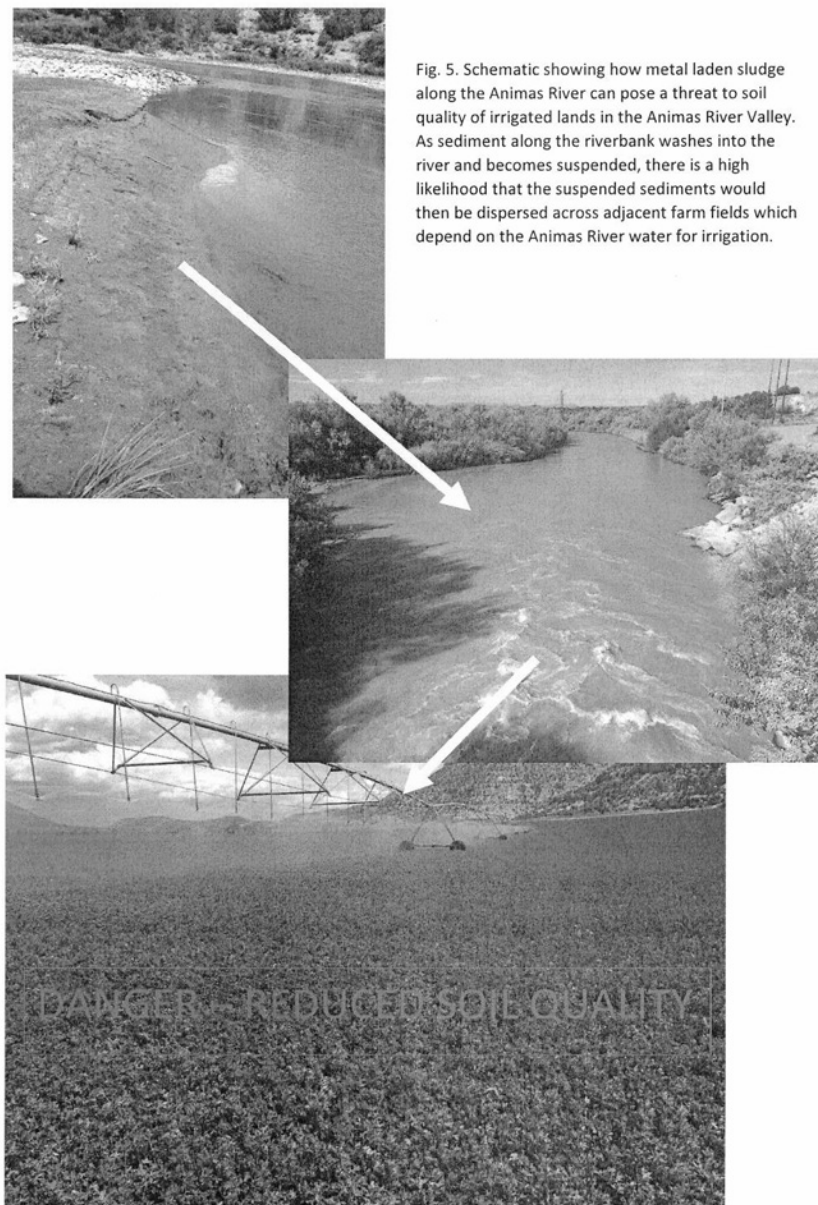 Fig. 5. Schematic showing how metal laden sludge
along the Animas River can pose a threat to soil
quality of irrigated lands in the Animas River Valley.
As sediment along the riverbank washes into the
river and becomes suspended, there is a high
likelihood that the suspended sediments would
then be dispersed across adjacent farm fields which
depend on the Animas River water for irrigation.
DANGER – REDUCED SOIL QUALITY